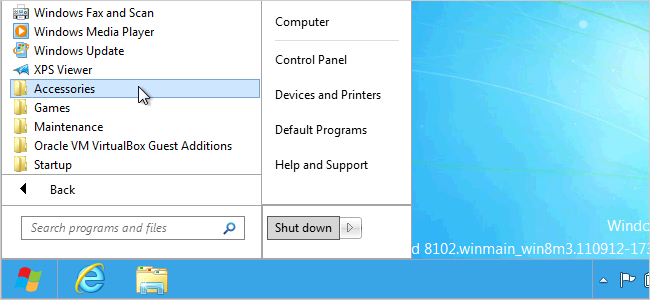 Windows Fax and Scan
Windows Media Player
Windows Update
XPS Viewer
Accessories
Games
Maintenance
Oracle VM VirtualBox Guest Additions
Startup
Back
Search programs and files
Computer
Control Panel
Devices and Printers
Default Programs
Help and Support
Shut down
Windo
d 8102.winmain_win8m3.110912-173